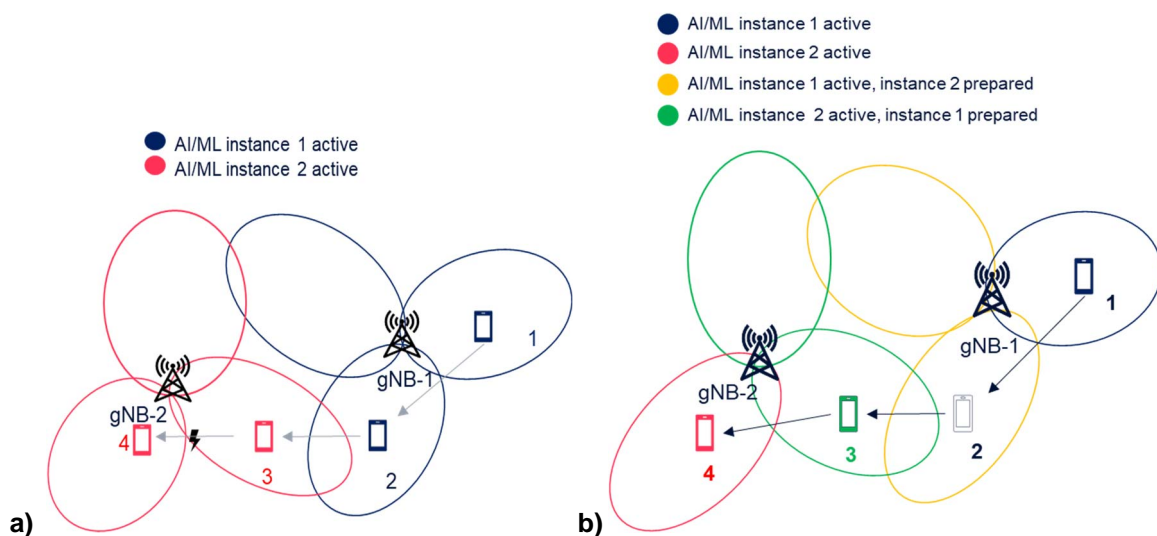 AI/ML instance 1 active
AI/ML instance 2 active
1
gNB-1
gNB-2
4
3
2
a)
AI/ML instance 1 active
AI/ML instance 2 active
AI/ML instance 1 active, instance 2 prepared
AI/ML instance 2 active, instance 1 prepared
1
gNB-1
gNB-2
2
3
4
b)